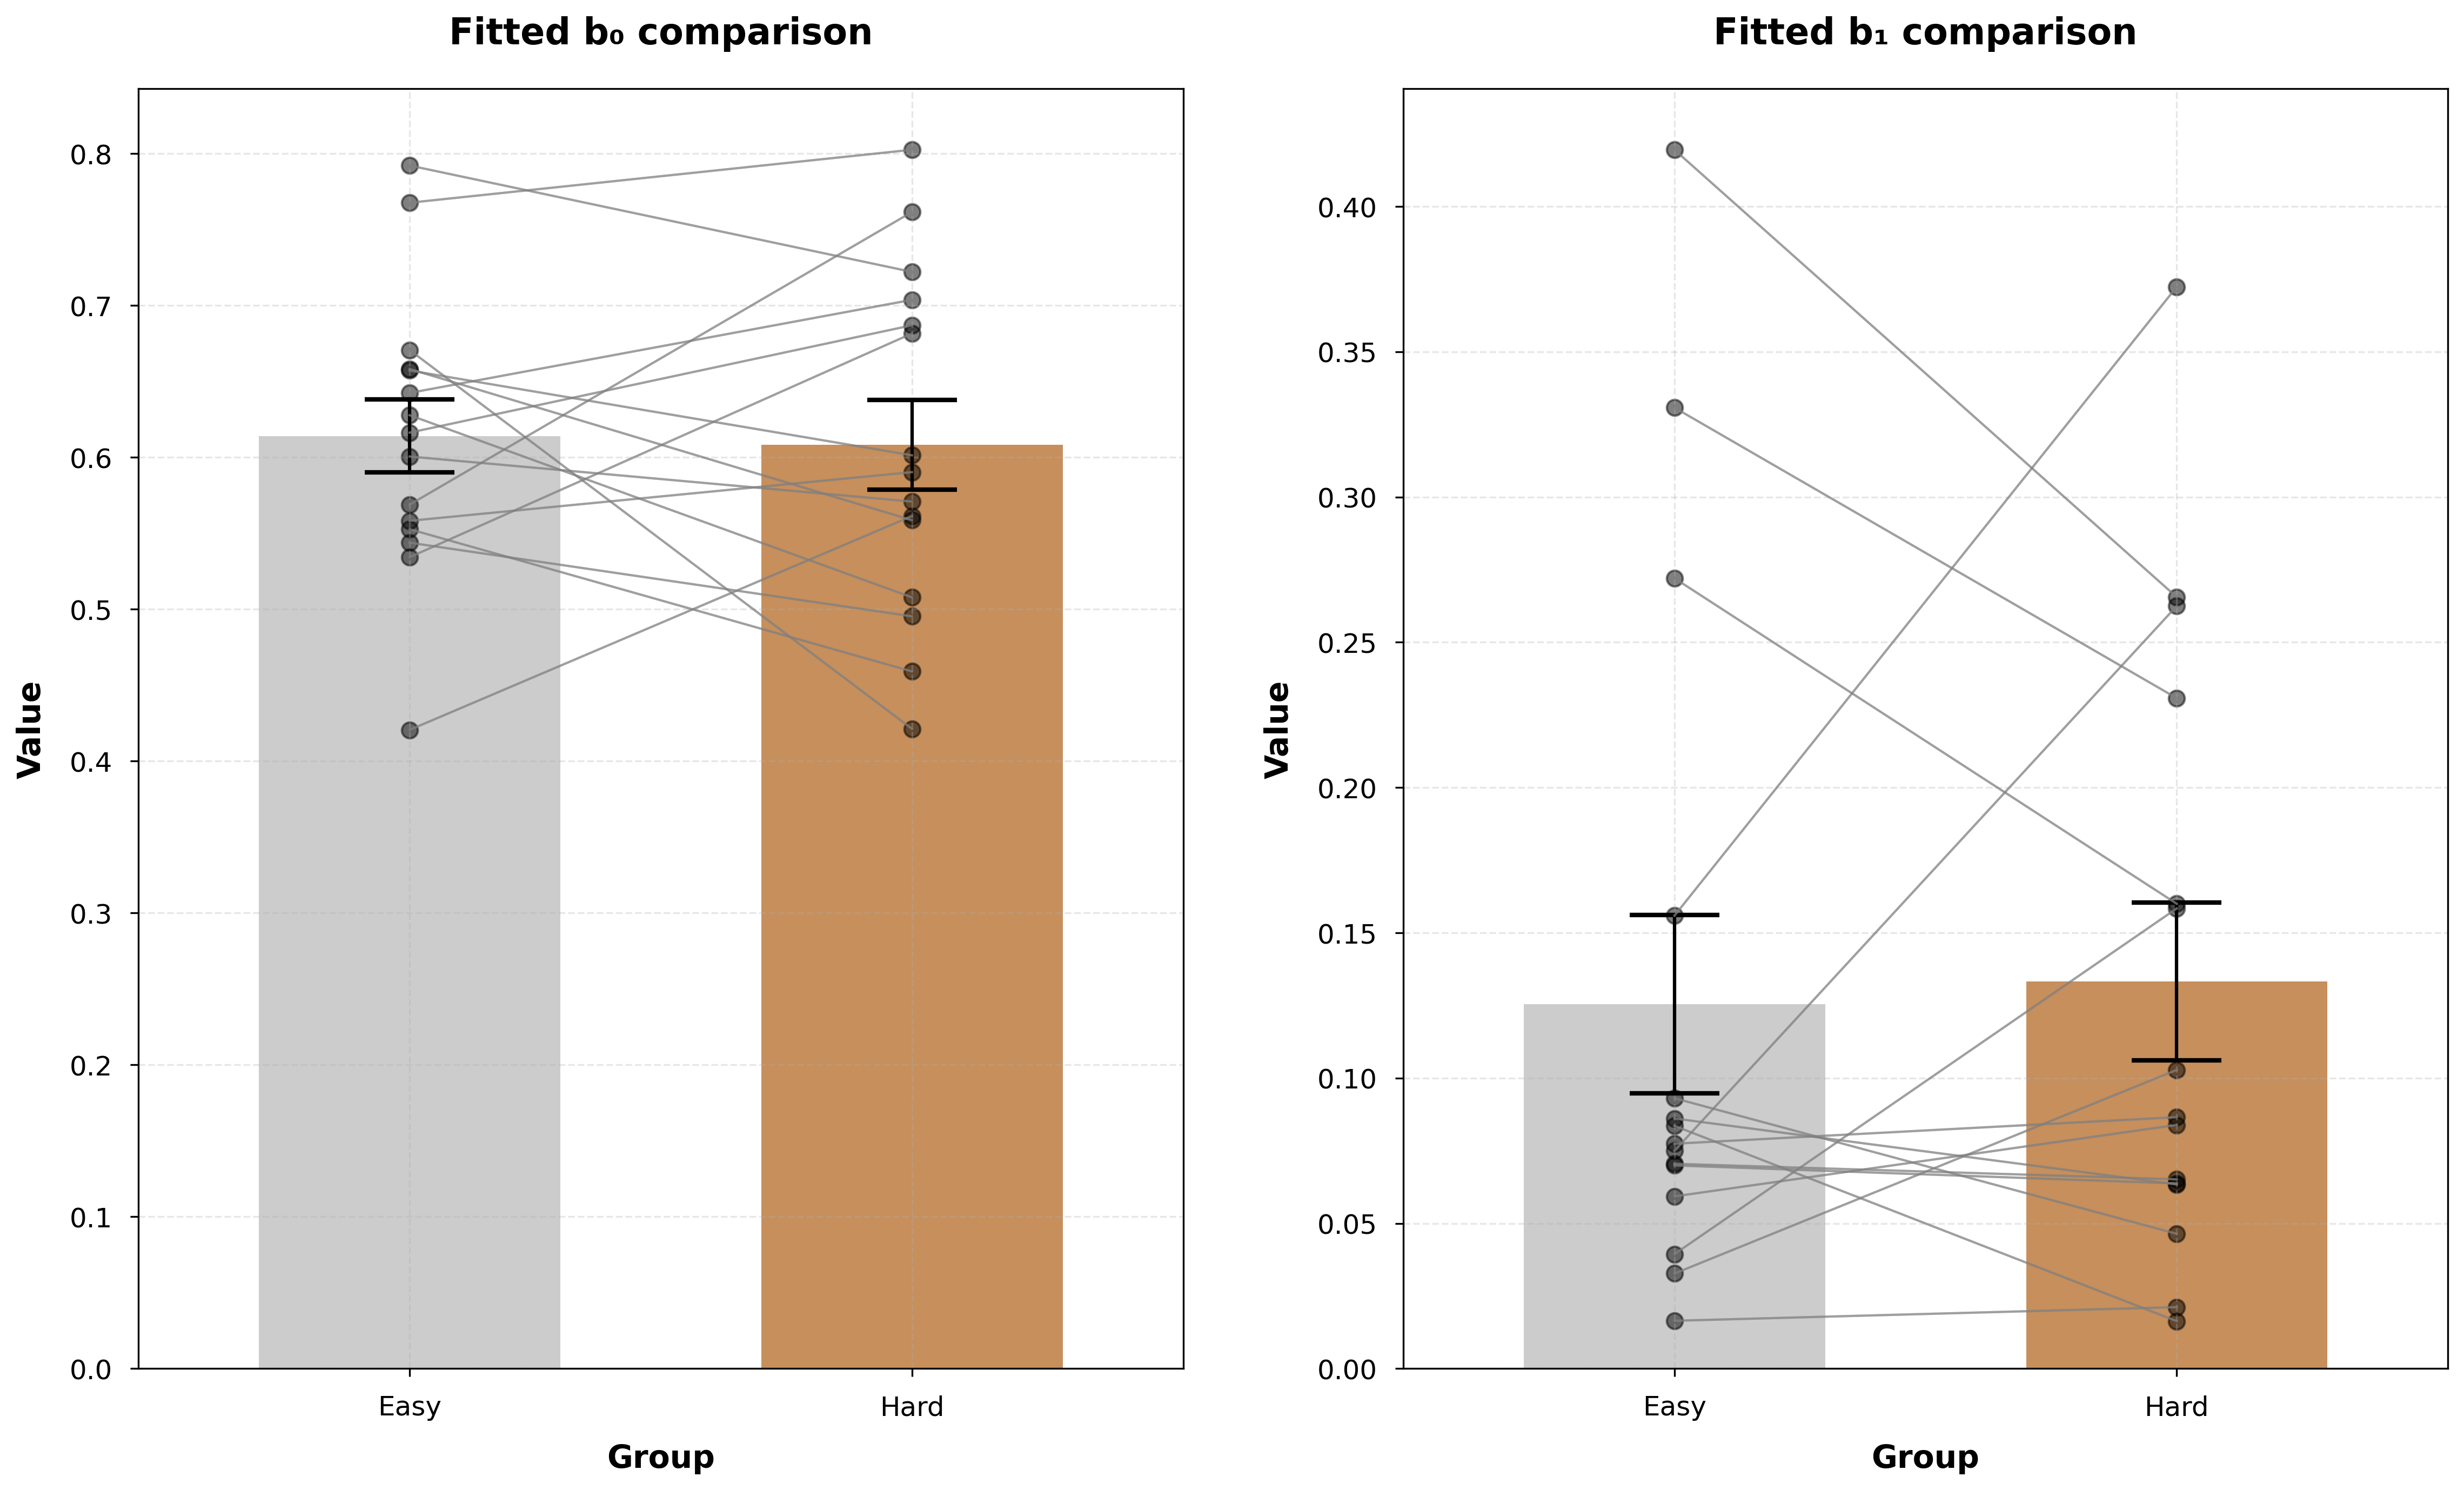 Fitted b₀ comparison
0.8
0.7
0.6
0.5
0.4
0.3
0.2
0.1
0.0
Value
Easy Hard
Group
Fitted b₁ comparison
0.40
0.35
0.30
0.25
0.20
0.15
0.10
0.05
0.00
Value
Easy Hard
Group